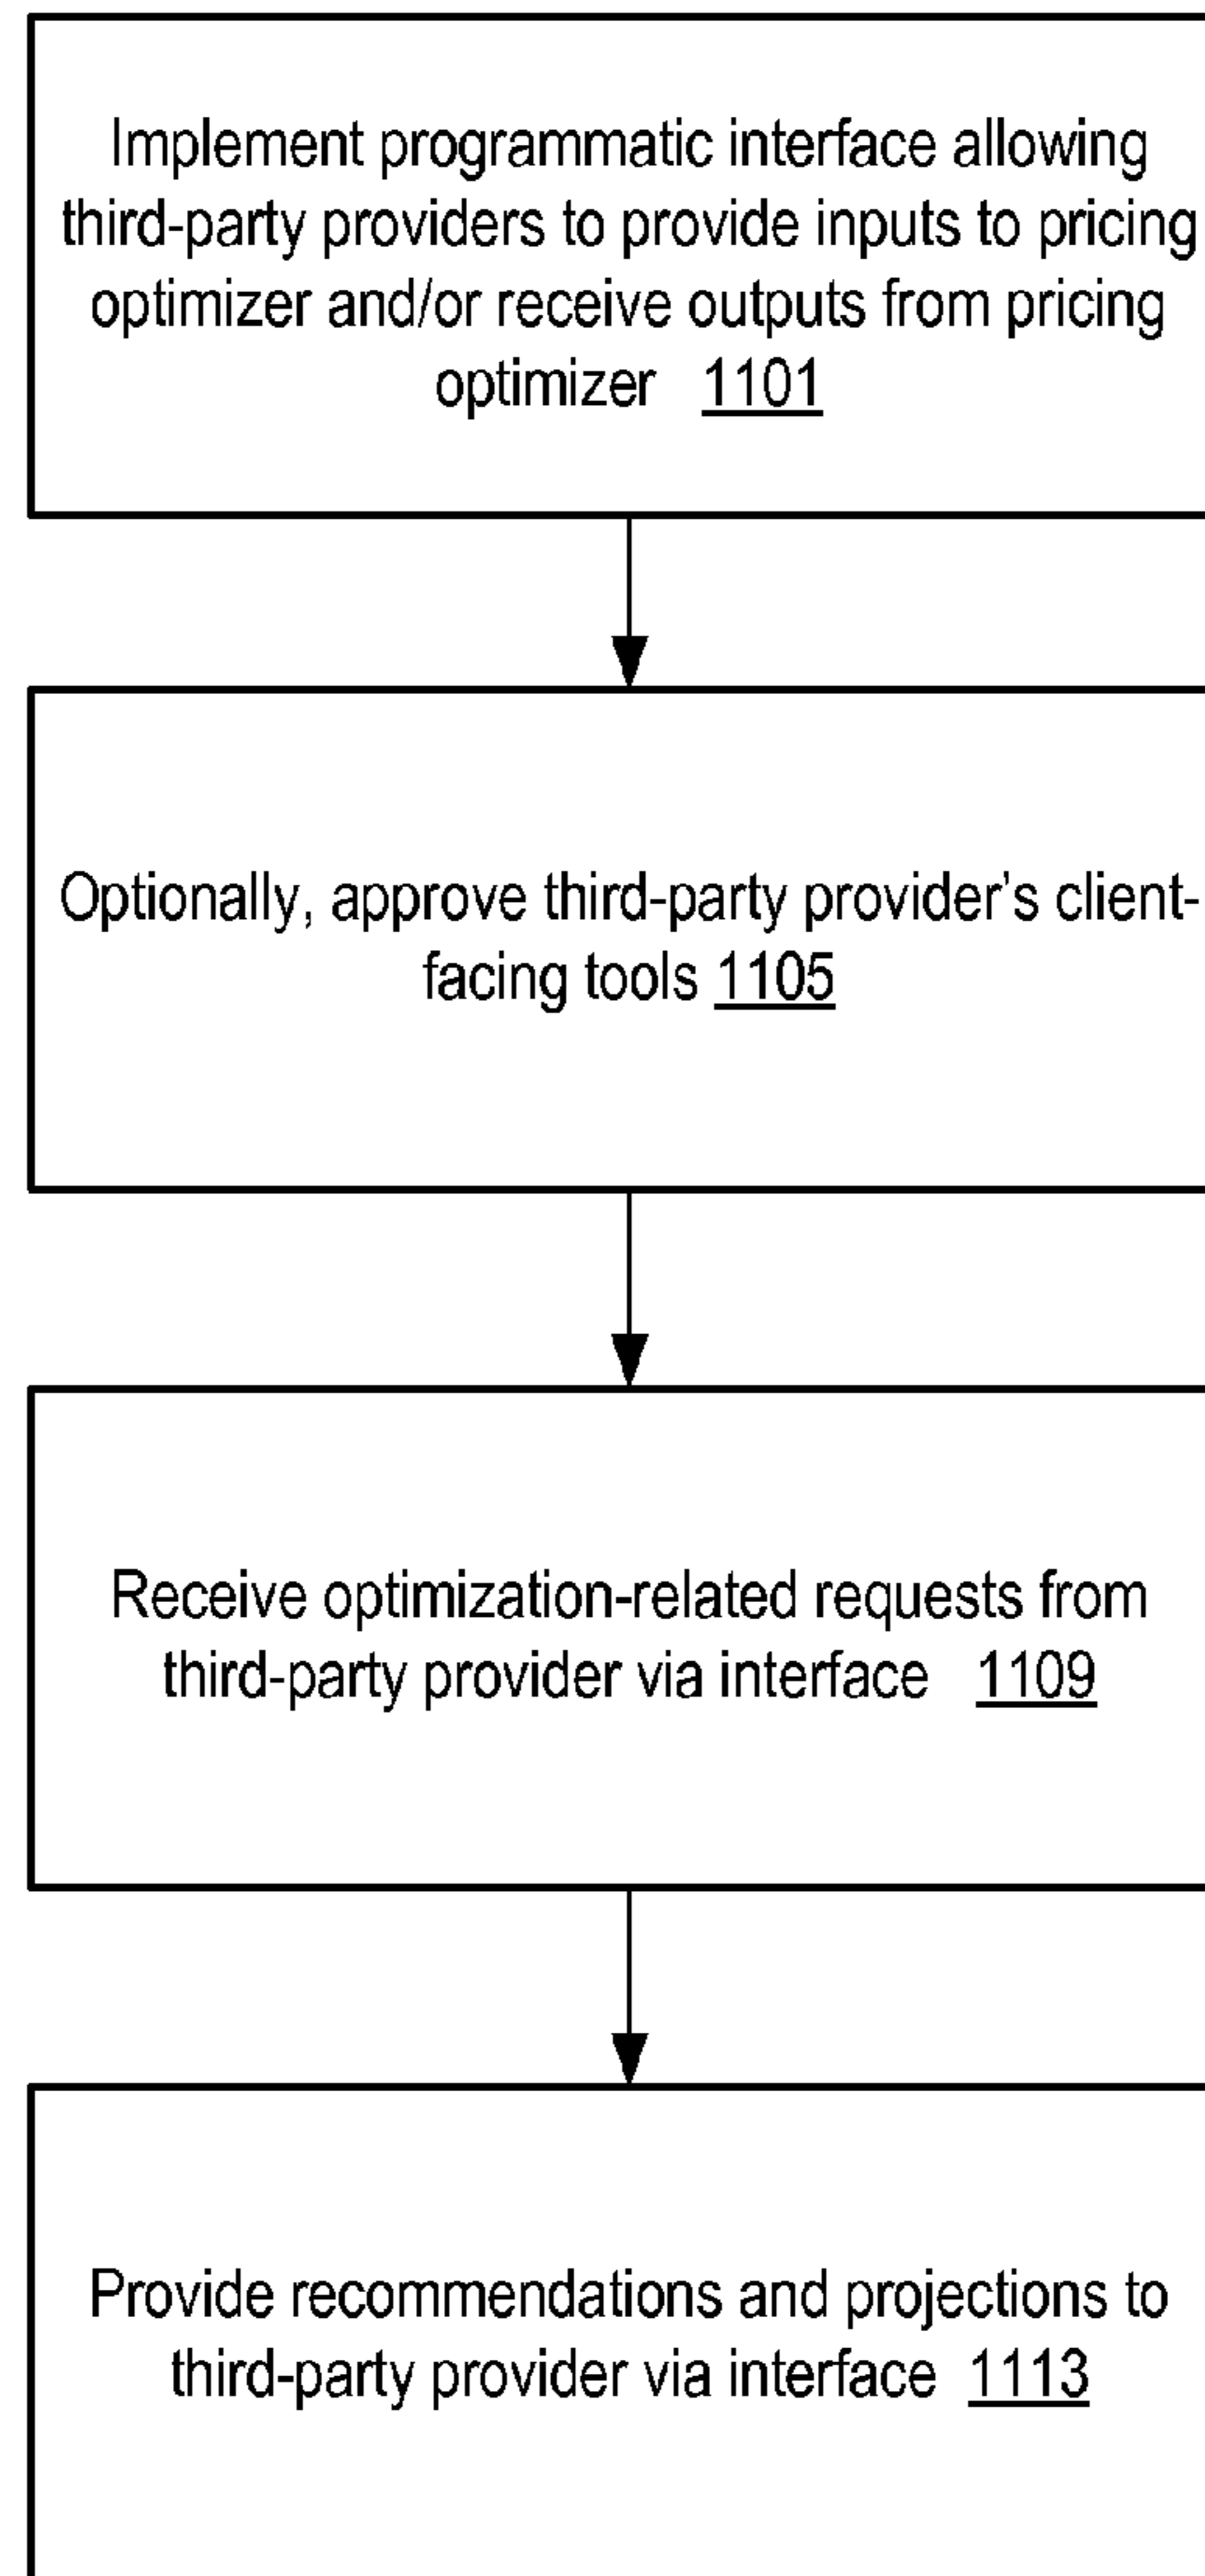 Implement programmatic interface allowing
third-party providers to provide inputs to pricing
optimizer and/or receive outputs from pricing
optimizer 1101
Optionally, approve third-party provider’s client-
facing tools 1105
Receive optimization-related requests from
third-party provider via interface 1109
Provide recommendations and projections to
third-party provider via interface 1113